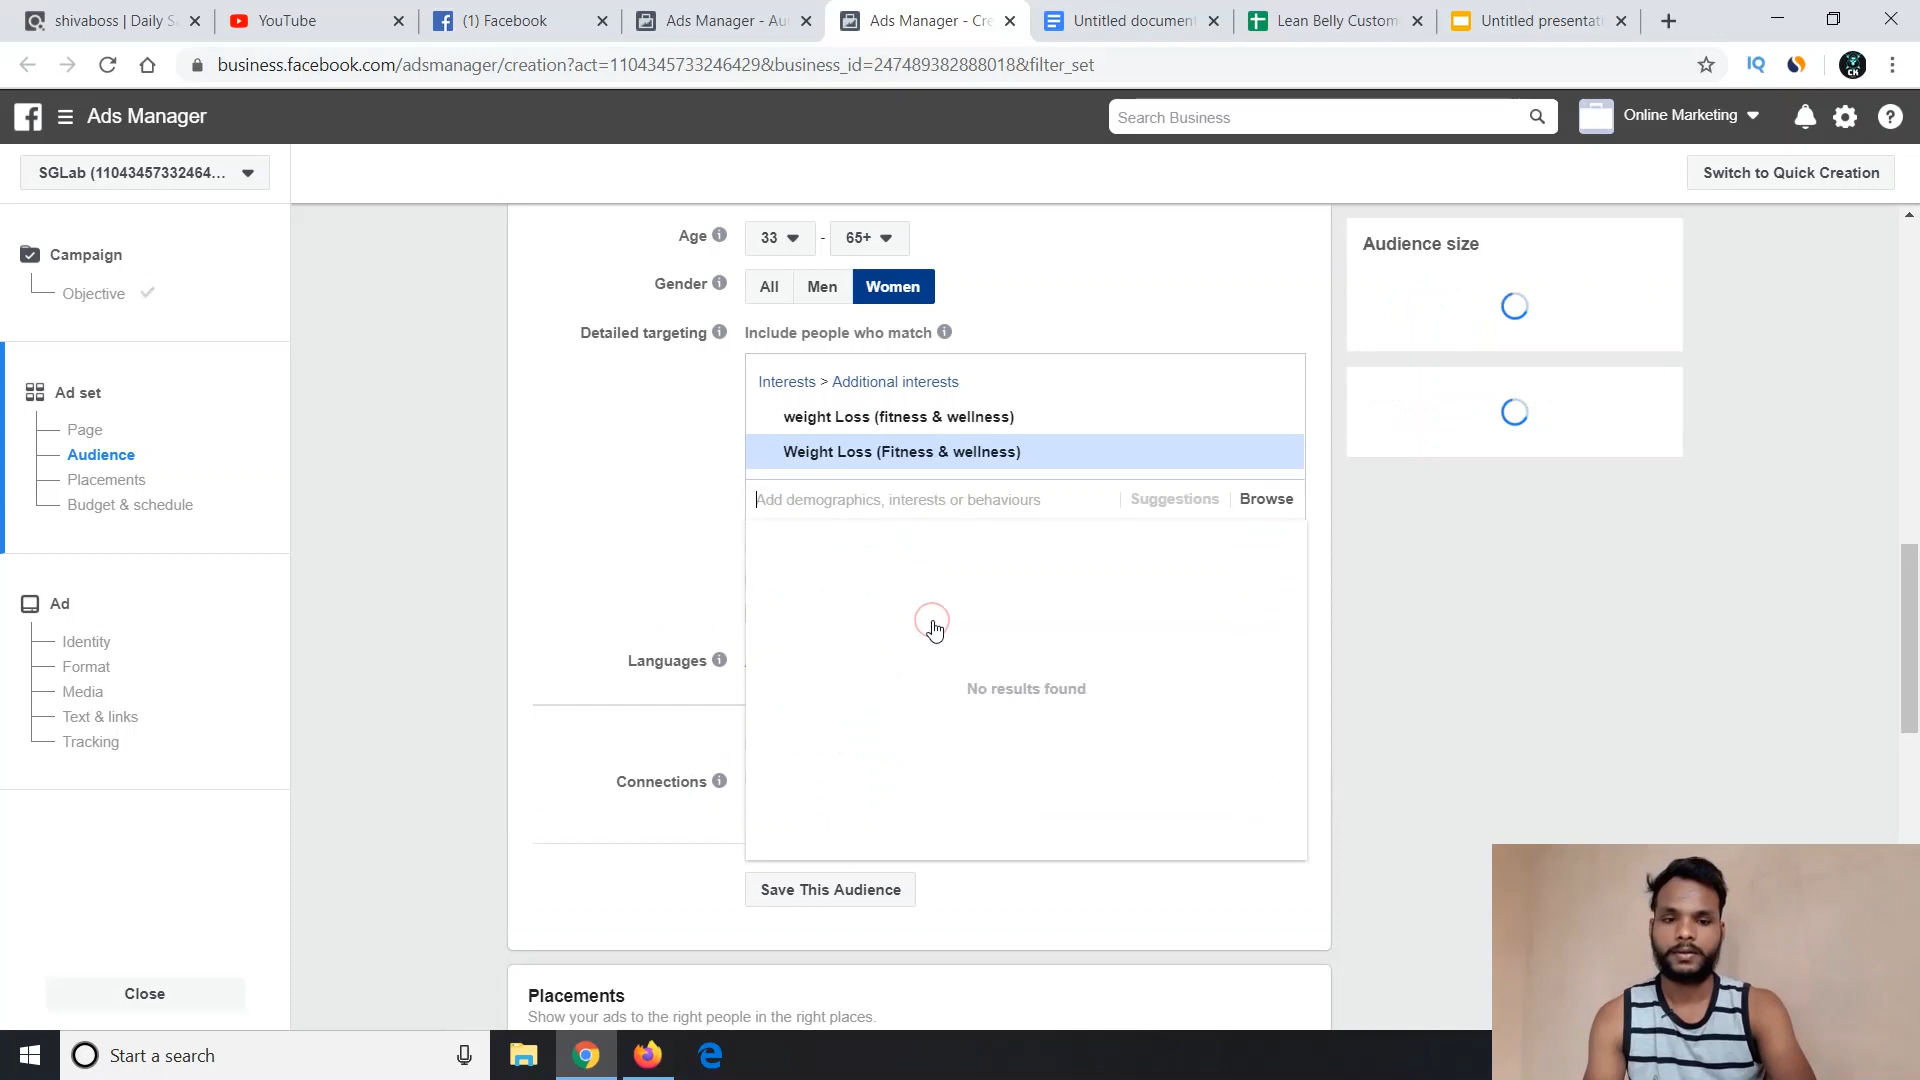 shivaboss | Daily S
YouTube
(1) Facebook
Ads Manager - Au
Ads Manager - Cre
Untitled document
Lean Belly Custom
Untitled presentat
business.facebook.com/adsmanager/creation?act=110434573324642​9&business_id=247489382888018&filter_set
IQ
CK
Ads Manager
Search Business
Online Marketing
SGLab (11043457332464...
Switch to Quick Creation
Campaign
Objective
Ad set
Page
Audience
Placements
Budget & schedule
Ad
Identity
Format
Media
Text & links
Tracking
Close
Age
33
-
65+
Gender
All
Men
Women
Detailed targeting
Include people who match
Interests > Additional interests
weight Loss (fitness & wellness)
Weight Loss (Fitness & wellness)
Add demographics, interests or behaviours
Suggestions
Browse
No results found
Languages
Connections
Save This Audience
Placements
Show your ads to the right people in the right places.
Audience size
Start a search